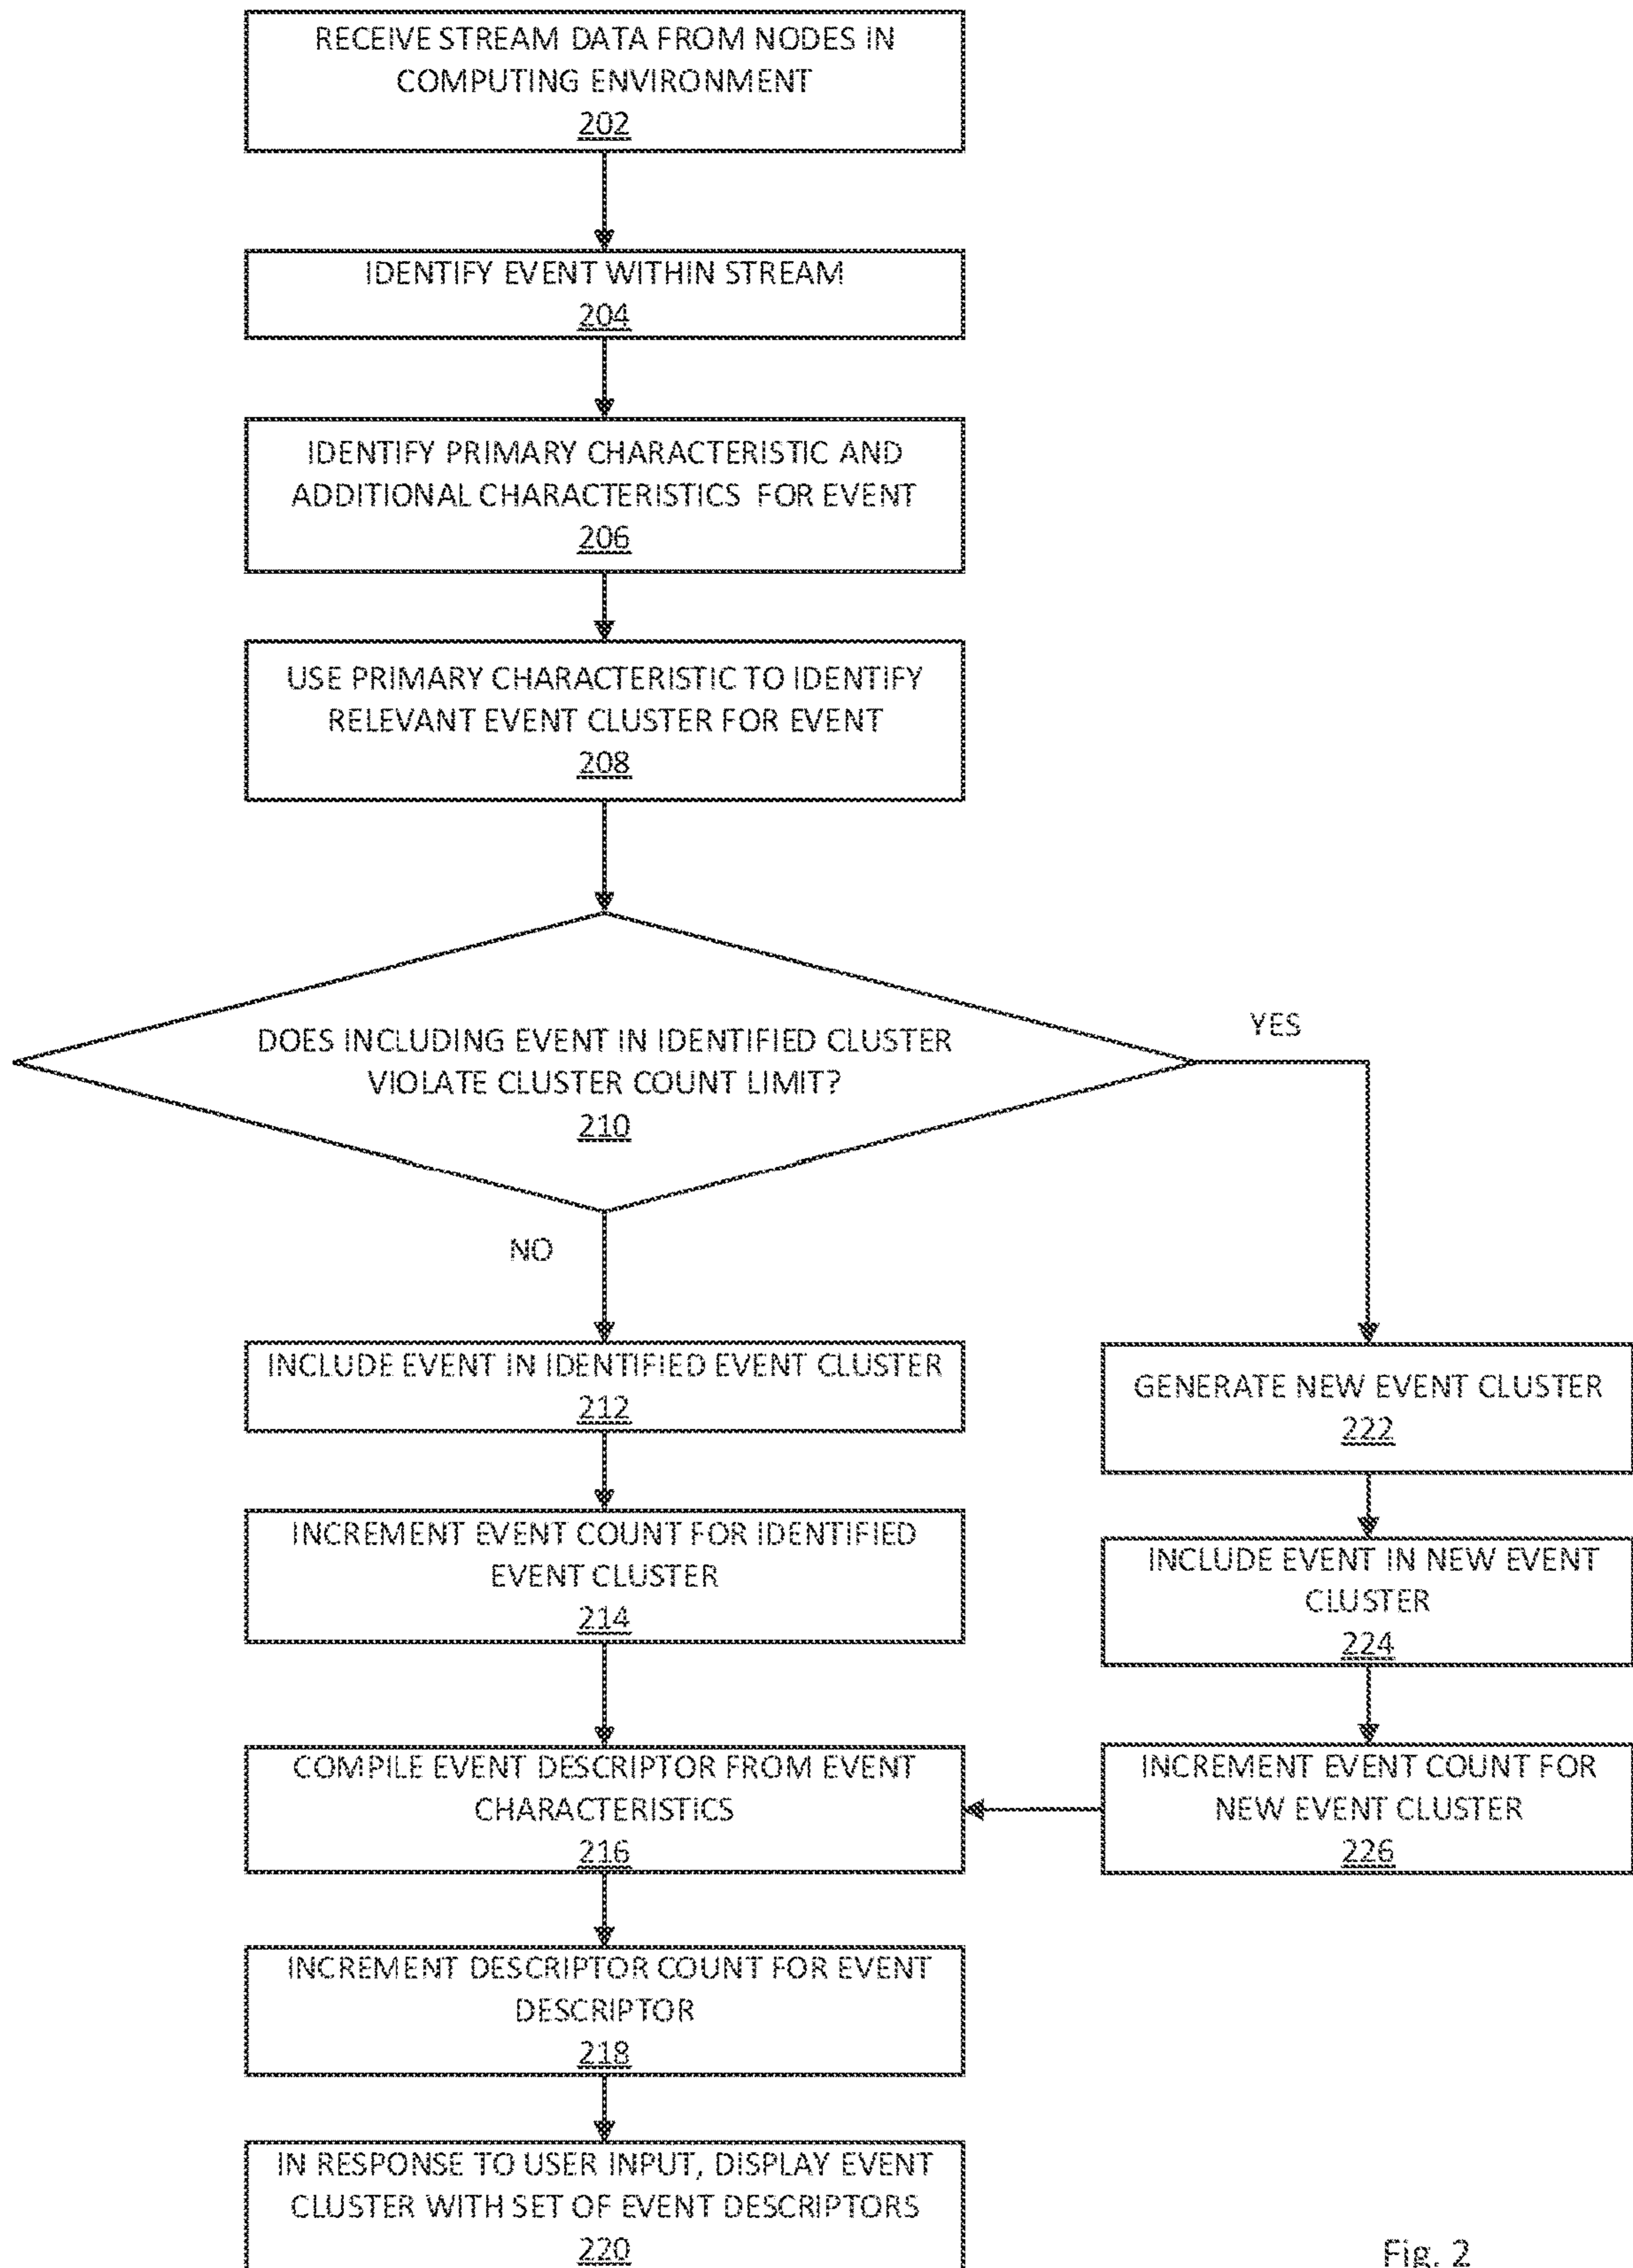 RECEIVE STREAM DATA FROM NODES IN
COMPUTING ENVIRONMENT
202
IDENTIFY EVENT WITHIN STREAM
204
IDENTIFY PRIMARY CHARACTERISTIC AND
ADDITIONAL CHARACTERISTICS FOR EVENT
206
USE PRIMARY CHARACTERISTIC TO IDENTIFY
RELEVANT EVENT CLUSTER FOR EVENT
208
DOES INCLUDING EVENT IN IDENTIFIED CLUSTER
VIOLATE CLUSTER COUNT LIMIT?
210
YES
NO
INCLUDE EVENT IN IDENTIFIED EVENT CLUSTER
212
INCREMENT EVENT COUNT FOR IDENTIFIED
EVENT CLUSTER
214
GENERATE NEW EVENT CLUSTER
222
INCLUDE EVENT IN NEW EVENT
CLUSTER
224
INCREMENT EVENT COUNT FOR
NEW EVENT CLUSTER
226
COMPILE EVENT DESCRIPTOR FROM EVENT
CHARACTERISTICS
216
INCREMENT DESCRIPTOR COUNT FOR EVENT
DESCRIPTOR
218
IN RESPONSE TO USER INPUT, DISPLAY EVENT
CLUSTER WITH SET OF EVENT DESCRIPTORS
220
Fig. 2